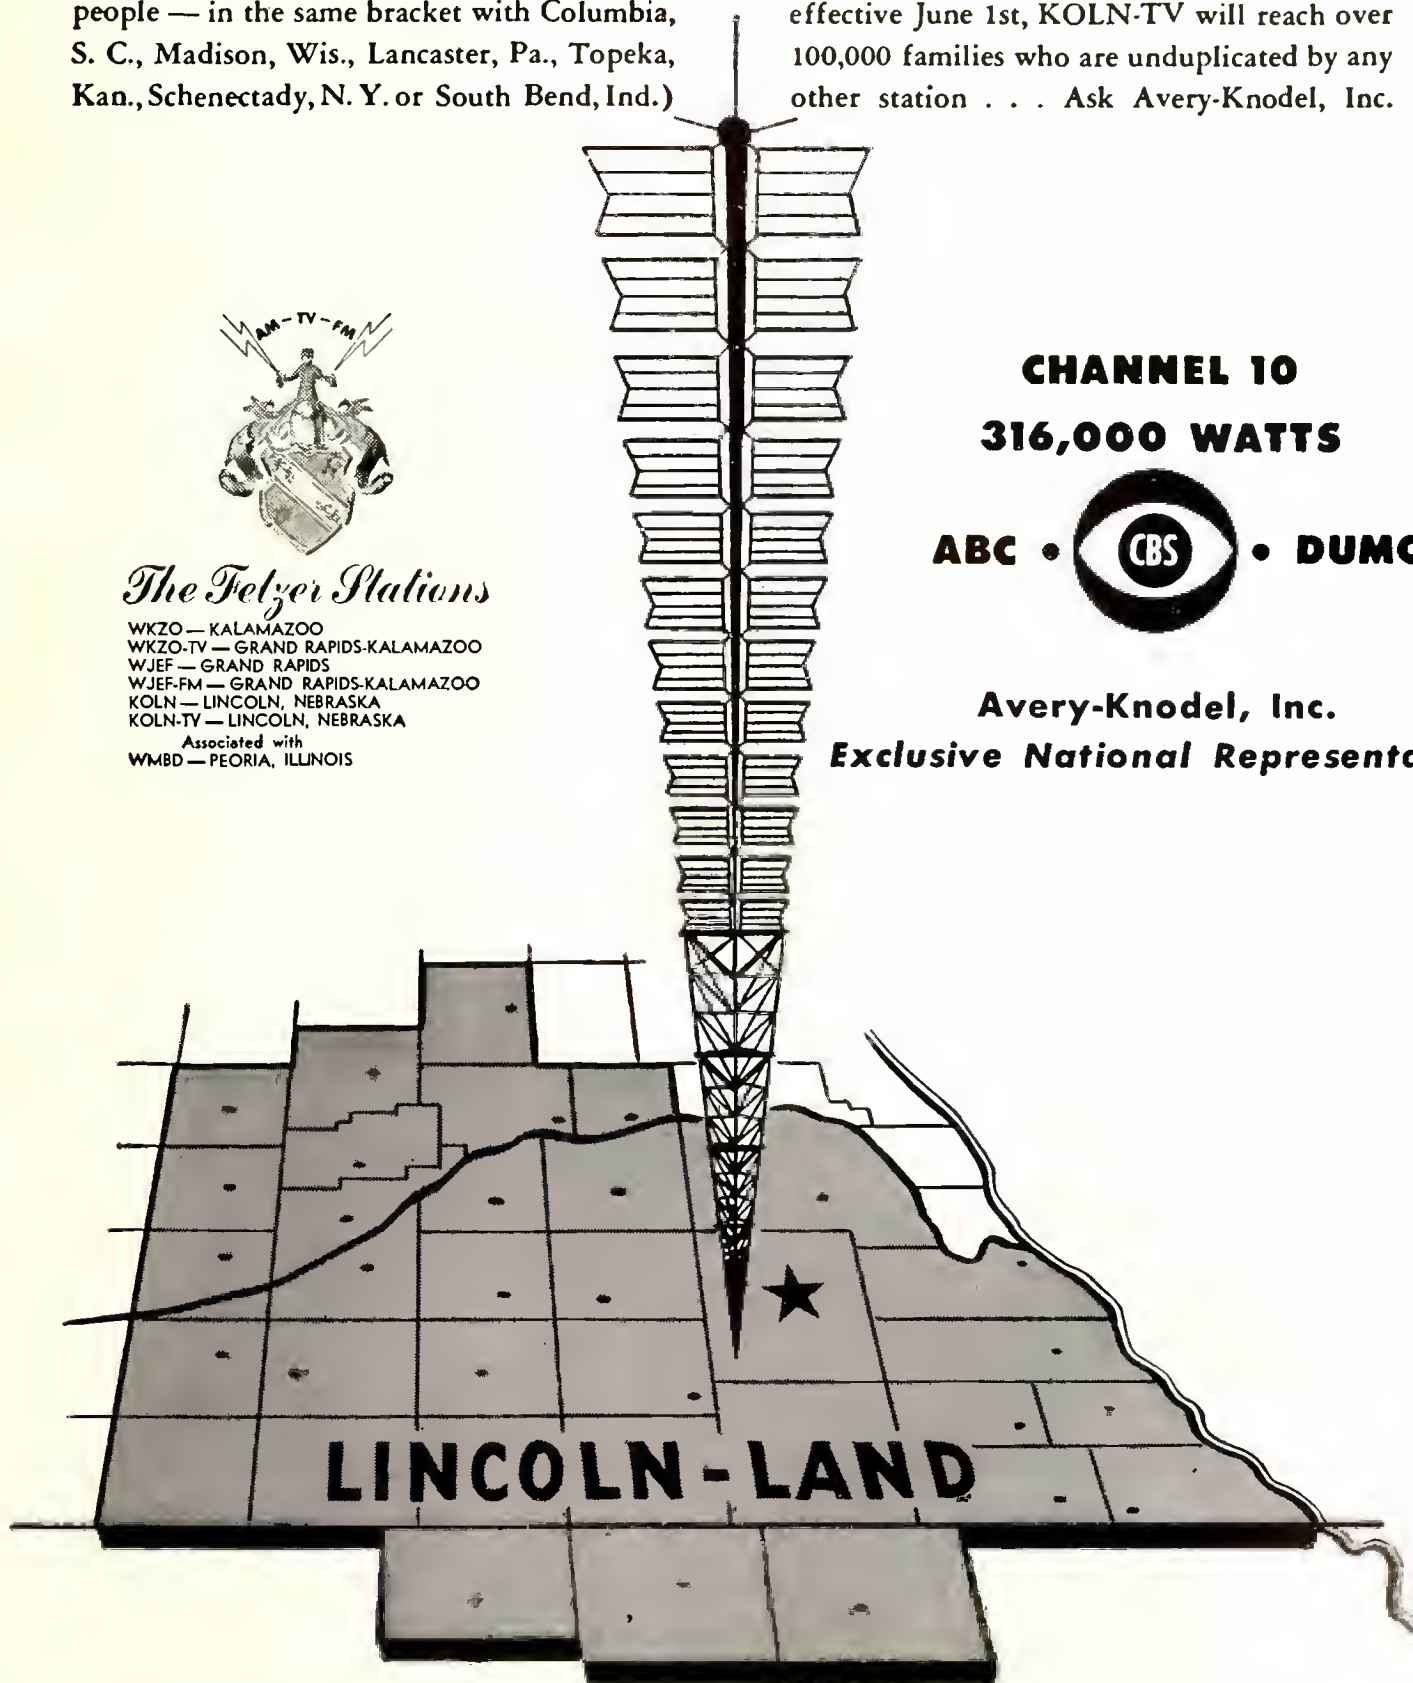 people — in the same bracket with Columbia,
S. C., Madison, Wis., Lancaster, Pa., Topeka,
Kan., Schenectady, N. Y. or South Bend, Ind.)
effective June 1st, KOLN-TV will reach over
100,000 families who are unduplicated by any
other station . . . Ask Avery-Knodel, Inc.
AM – TV – FM
The Fetzer Stations
WKZO — KALAMAZOO
WKZO-TV — GRAND RAPIDS-KALAMAZOO
WJEF — GRAND RAPIDS
WJEF-FM — GRAND RAPIDS-KALAMAZOO
KOLN — LINCOLN, NEBRASKA
KOLN-TV — LINCOLN, NEBRASKA
Associated with
WMBD — PEORIA, ILLINOIS
CHANNEL 10
316,000 WATTS
ABC • CBS • DUMO
Avery-Knodel, Inc.
Exclusive National Representa
LINCOLN-LAND